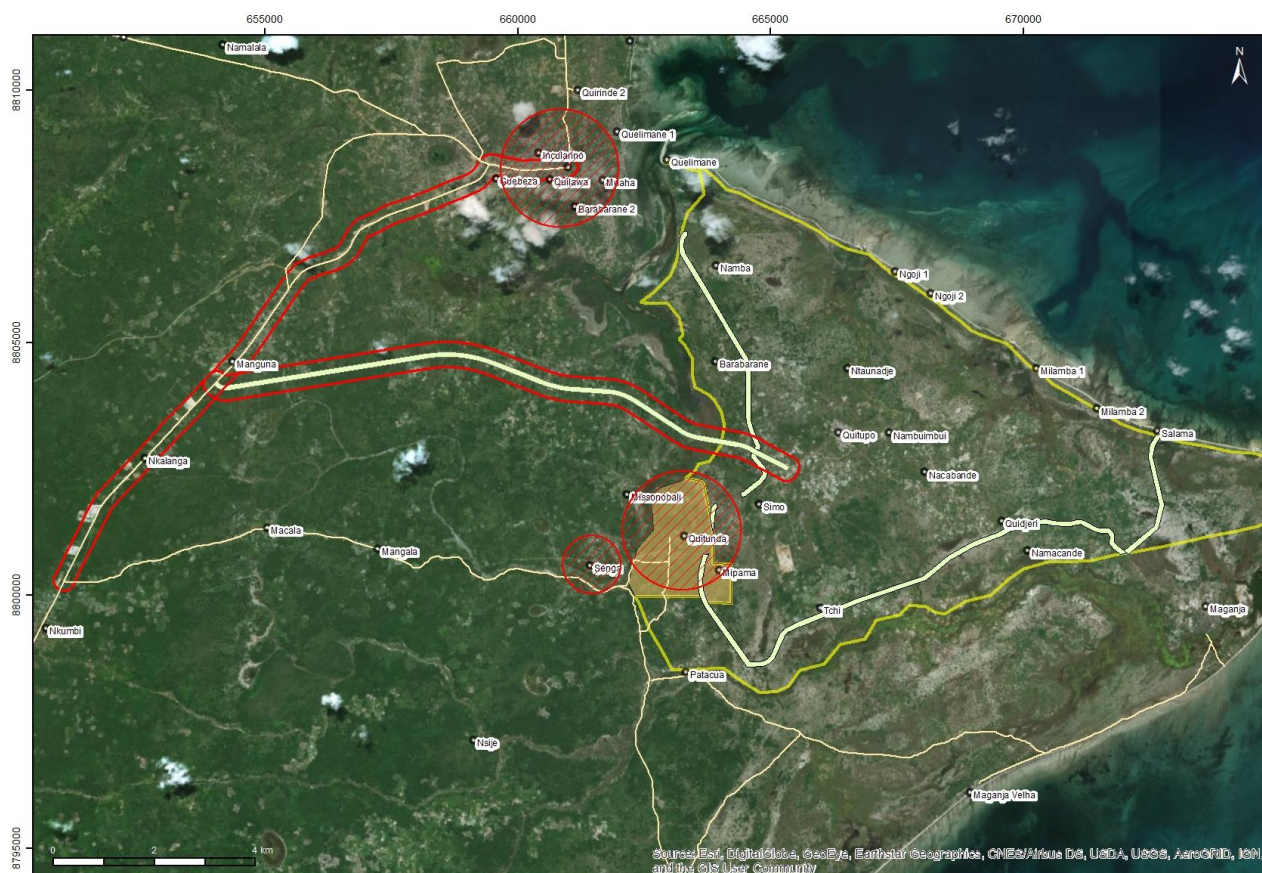 655000
660000
665000
670000
Namalala
N
8810000
Quirinde 2
Quelimane 1
Incularipo
Quelimane
Guebeza
Quilawa
Muaha
Barabarane 2
Namba
Ngoji 1
Ngoji 2
8805000
Manguna
Barabarane
Ntaunadje
Milamba 1
Milamba 2
Quitupo
Nambuimbui
Salama
Nkalanga
Nacabande
Missonobali
Simo
Macala
Quidjeri
Quitunda
Mangala
Namacande
8800000
Senga
Mipama
Tchi
Maganja
Nkumbi
Patacua
Nsije
Maganja Velha
8795000
0 2 4 km
Source: Esri, DigitalGlobe, GeoEye, Earthstar Geographics, CNES/Airbus DS, USDA, USGS, AeroGRID, IGN,
and the GIS User Community